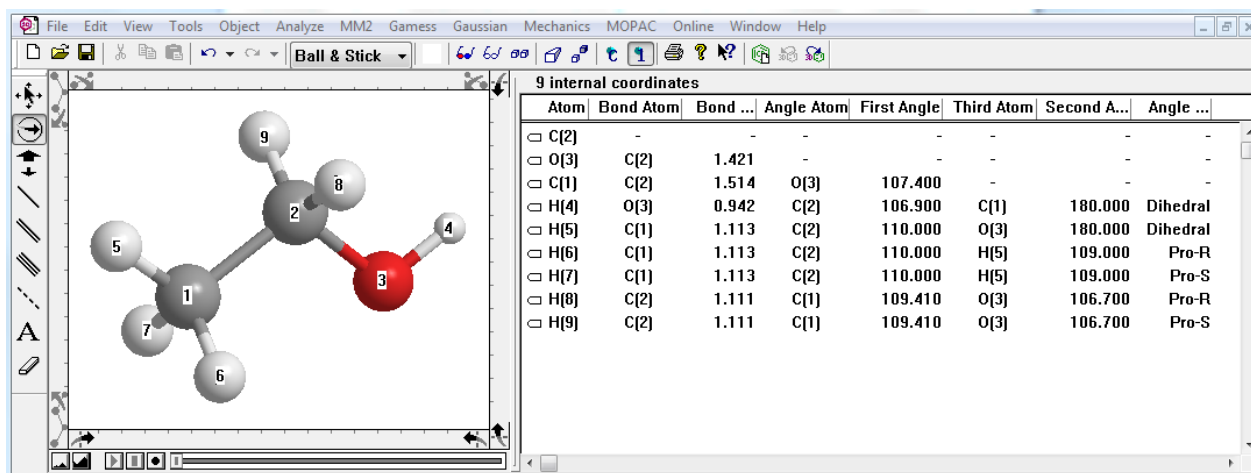 File Edit View Tools Object Analyze MM2 Gamess Gaussian Mechanics MOPAC Online Window Help
Ball & Stick
9 internal coordinates
Atom Bond Atom Bond ... Angle Atom First Angle Third Atom Second A... Angle ...
C(2) - - - - - - -
O(3) C(2) 1.421 - - - - -
C(1) C(2) 1.514 O(3) 107.400 - - -
H(4) O(3) 0.942 C(2) 106.900 C(1) 180.000 Dihedral
H(5) C(1) 1.113 C(2) 110.000 O(3) 180.000 Dihedral
H(6) C(1) 1.113 C(2) 110.000 H(5) 109.000 Pro-R
H(7) C(1) 1.113 C(2) 110.000 H(5) 109.000 Pro-S
H(8) C(2) 1.111 C(1) 109.410 O(3) 106.700 Pro-R
H(9) C(2) 1.111 C(1) 109.410 O(3) 106.700 Pro-S
9
8
2
4
5
3
1
7
6
A